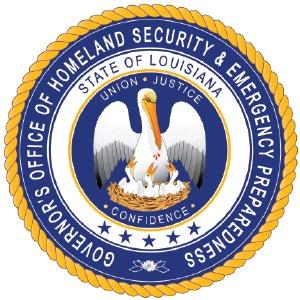 GOVERNOR'S OFFICE OF HOMELAND SECURITY & EMERGENCY PREPAREDNESS
STATE OF LOUISIANA
UNION · JUSTICE
· CONFIDENCE ·